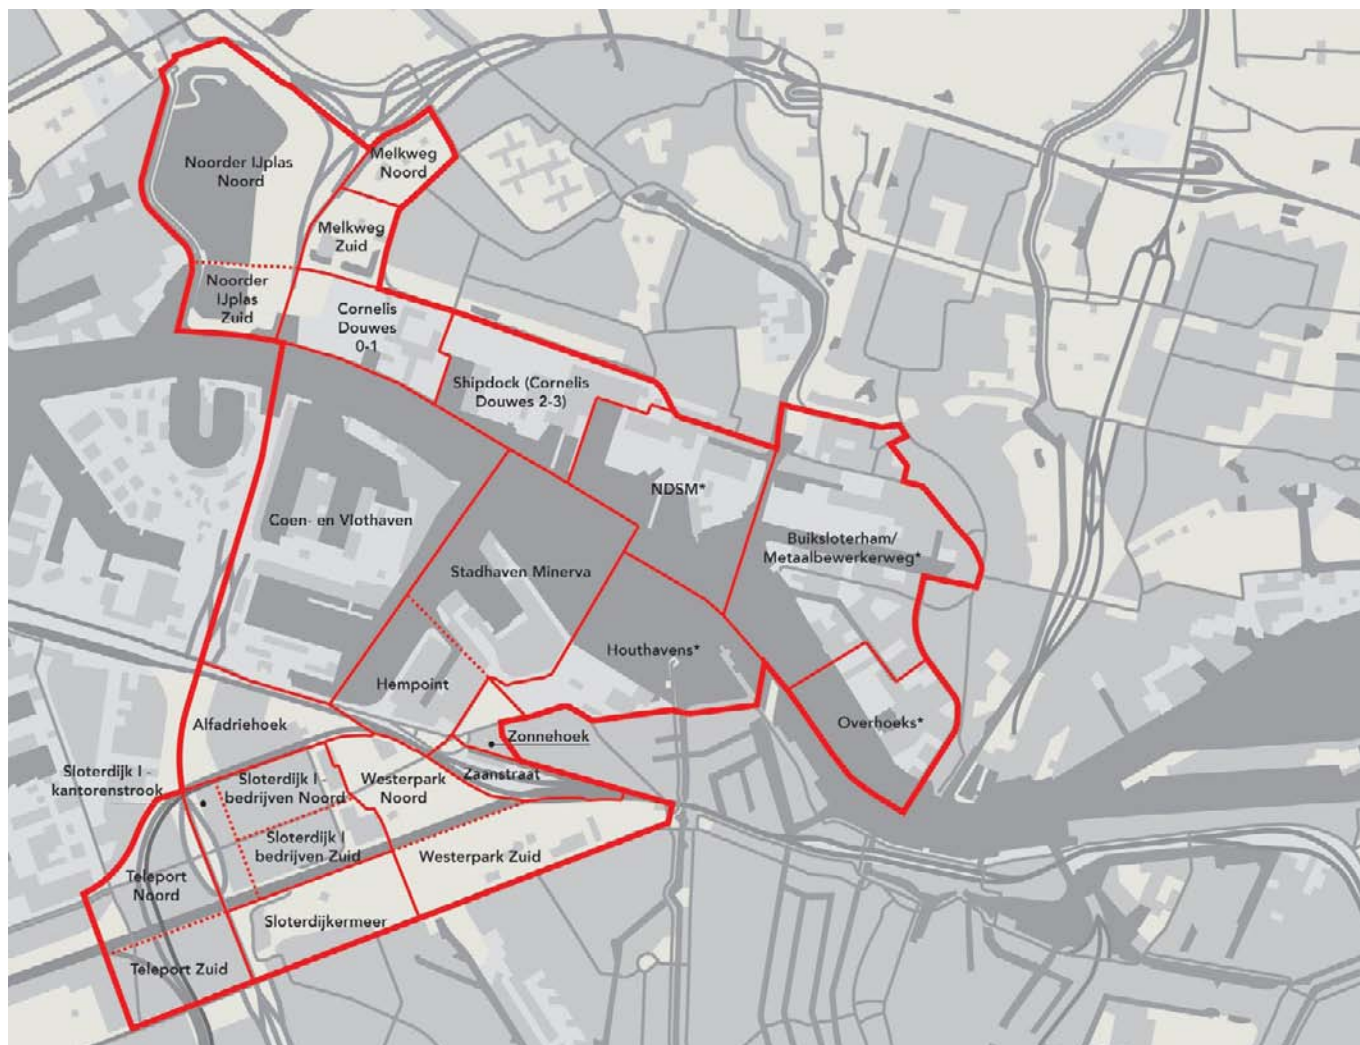 Noorder IJplas
Noord
Melkweg
Noord
Melkweg
Zuid
Noorder
IJplas
Zuid
Cornelis
Douwes
0-1
Shipdock (Cornelis
Douwes 2-3)
NDSM*
Coen- en Vlothaven
Buiksloterham/
Metaalbewerkerweg*
Stadhaven Minerva
Houthavens*
Hempoint
Overhoeks*
Alfadriehoek
Zonnehoek
Zaanstraat
Sloterdijk I -
kantorenstrook
Sloterdijk I -
bedrijven Noord
Westerpark
Noord
Sloterdijk I
bedrijven Zuid
Westerpark Zuid
Teleport
Noord
Sloterdijkermeer
Teleport Zuid